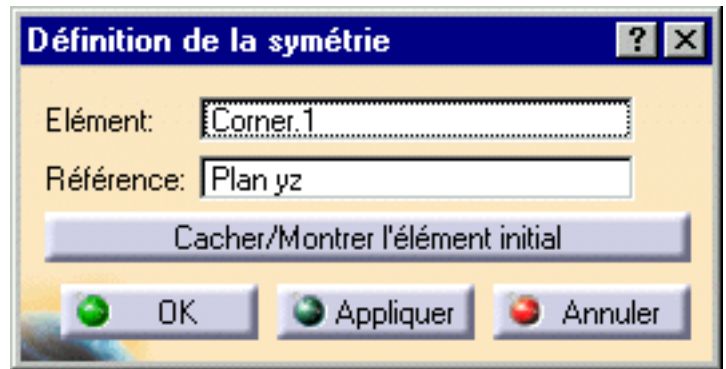 Définition de la symétrie
Elément: Corner.1
Référence: Plan yz
Cacher/Montrer l'élément initial
OK Appliquer Annuler